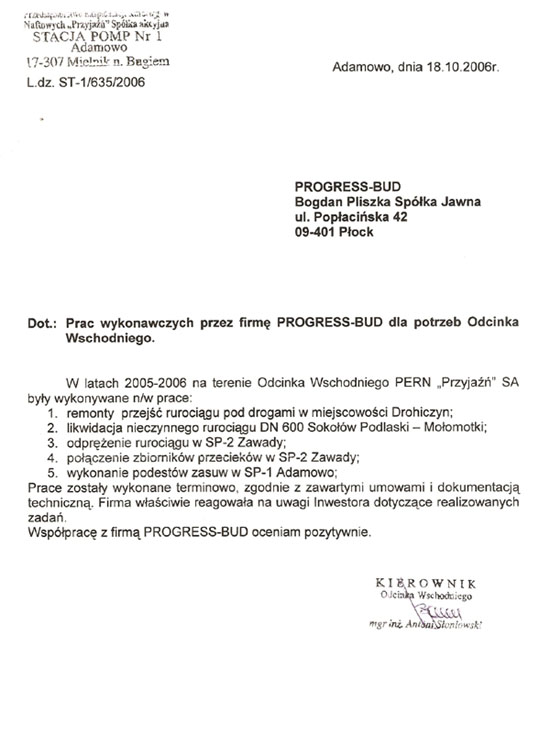 Naftowych „Przyjaźń” Spółka akcyjna
STACJA POMP Nr 1
Adamowo
17-307 Mielnik n. Bugiem
L.dz. ST-1/635/2006
Adamowo, dnia 18.10.2006r.
PROGRESS-BUD
Bogdan Pliszka Spółka Jawna
ul. Popłacińska 42
09-401 Płock
Dot.: Prac wykonawczych przez firmę PROGRESS-BUD dla potrzeb Odcinka
Wschodniego.
W latach 2005-2006 na terenie Odcinka Wschodniego PERN „Przyjaźń” SA
były wykonywane n/w prace:
1. remonty przejść rurociągu pod drogami w miejscowości Drohiczyn;
2. likwidacja nieczynnego rurociągu DN 600 Sokołów Podlaski – Mołomotki;
3. odprężenie rurociągu w SP-2 Zawady;
4. połączenie zbiorników przecieków w SP-2 Zawady;
5. wykonanie podestów zasuw w SP-1 Adamowo;
Prace zostały wykonane terminowo, zgodnie z zawartymi umowami i dokumentacją
techniczną. Firma właściwie reagowała na uwagi Inwestora dotyczące realizowanych
zadań.
Współpracę z firmą PROGRESS-BUD oceniam pozytywnie.
KIEROWNIK
Odcinka Wschodniego
mgr inż. Antoni